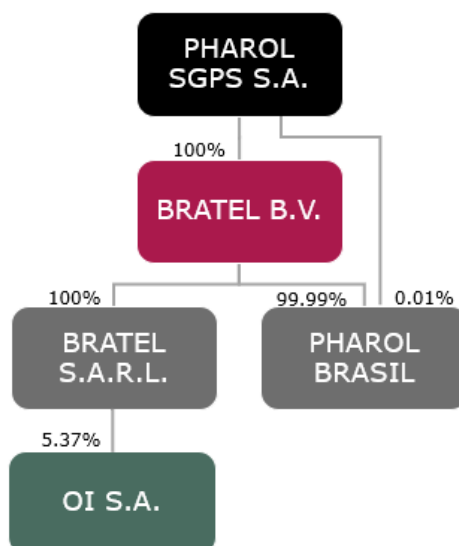 PHAROL
SGPS S.A.
100%
BRATEL B.V.
100%
99.99%
0.01%
BRATEL
S.A.R.L.
PHAROL
BRASIL
5.37%
OI S.A.